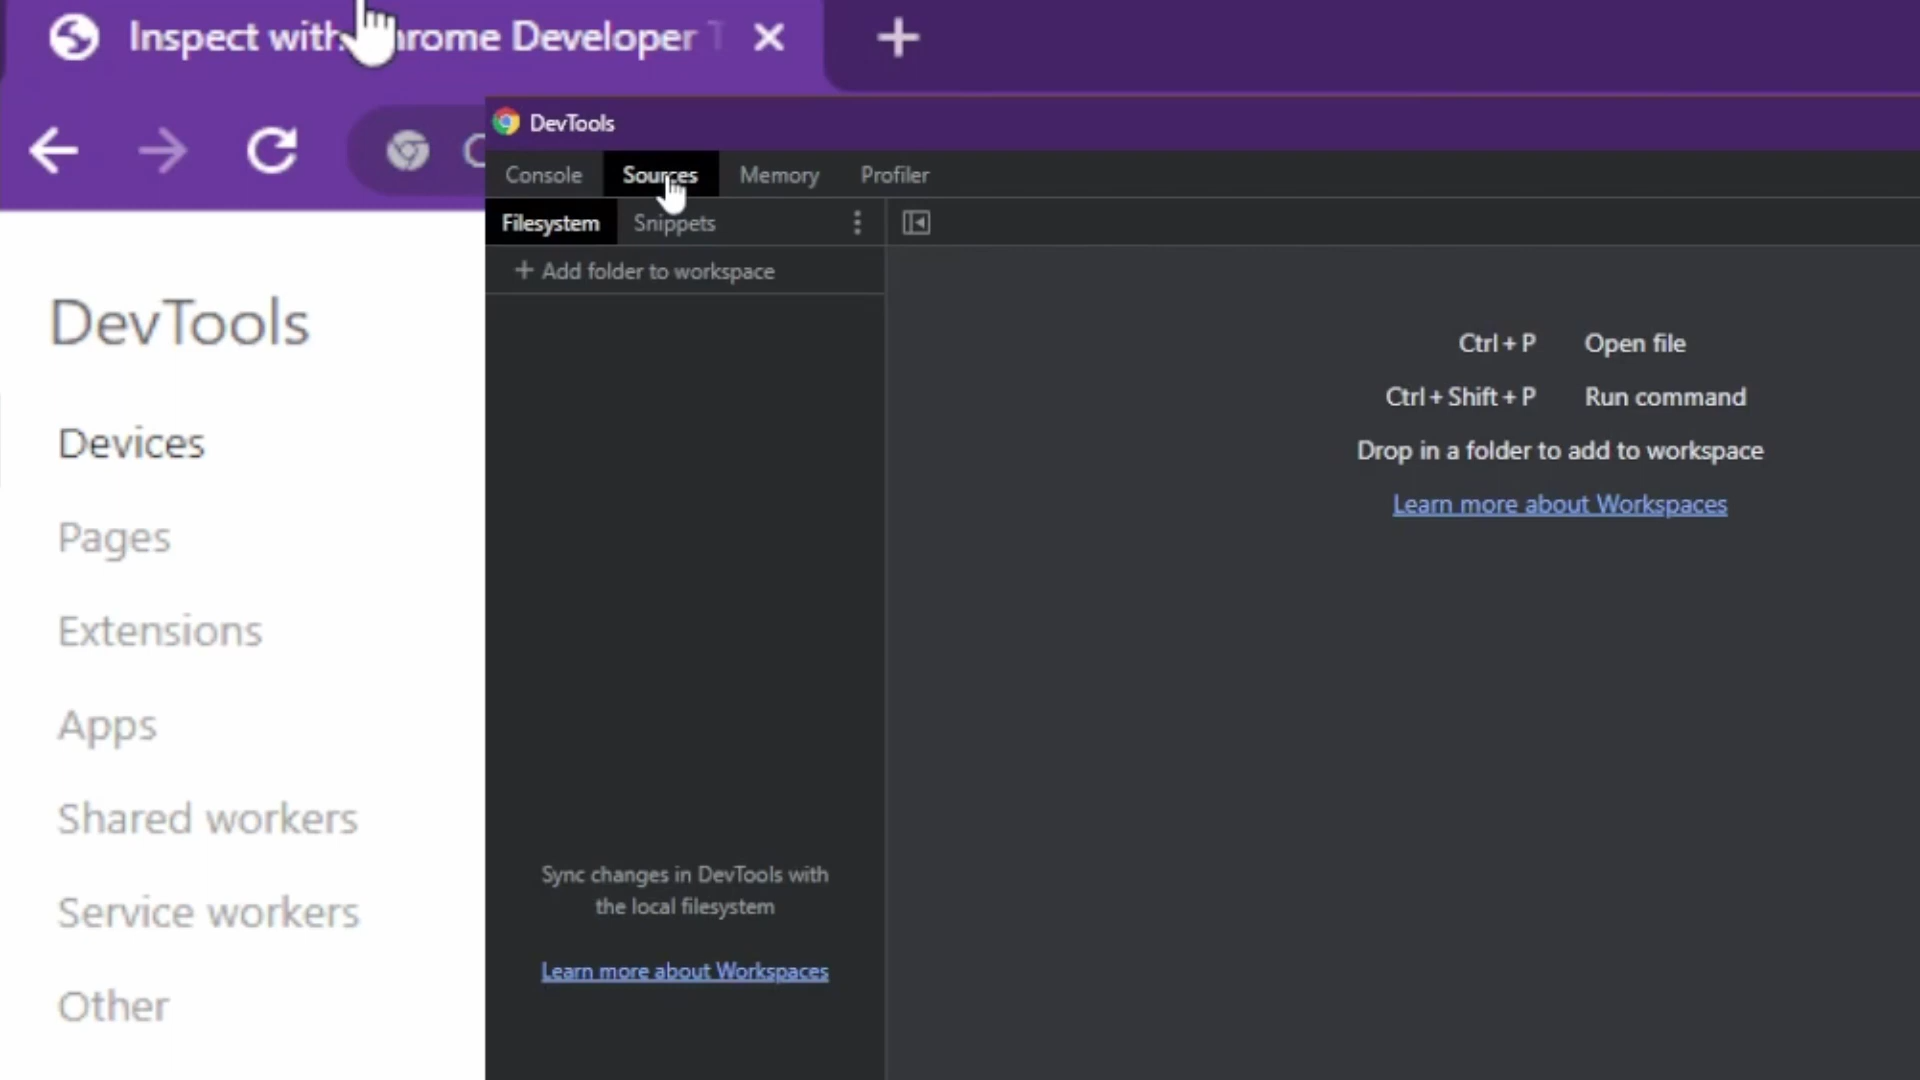 Inspect with Chrome Developer T
DevTools
Console Sources Memory Profiler
Filesystem Snippets
+ Add folder to workspace
DevTools
Devices
Pages
Extensions
Apps
Shared workers
Service workers
Other
Ctrl + P Open file
Ctrl + Shift + P Run command
Drop in a folder to add to workspace
Learn more about Workspaces
Sync changes in DevTools with
the local filesystem
Learn more about Workspaces